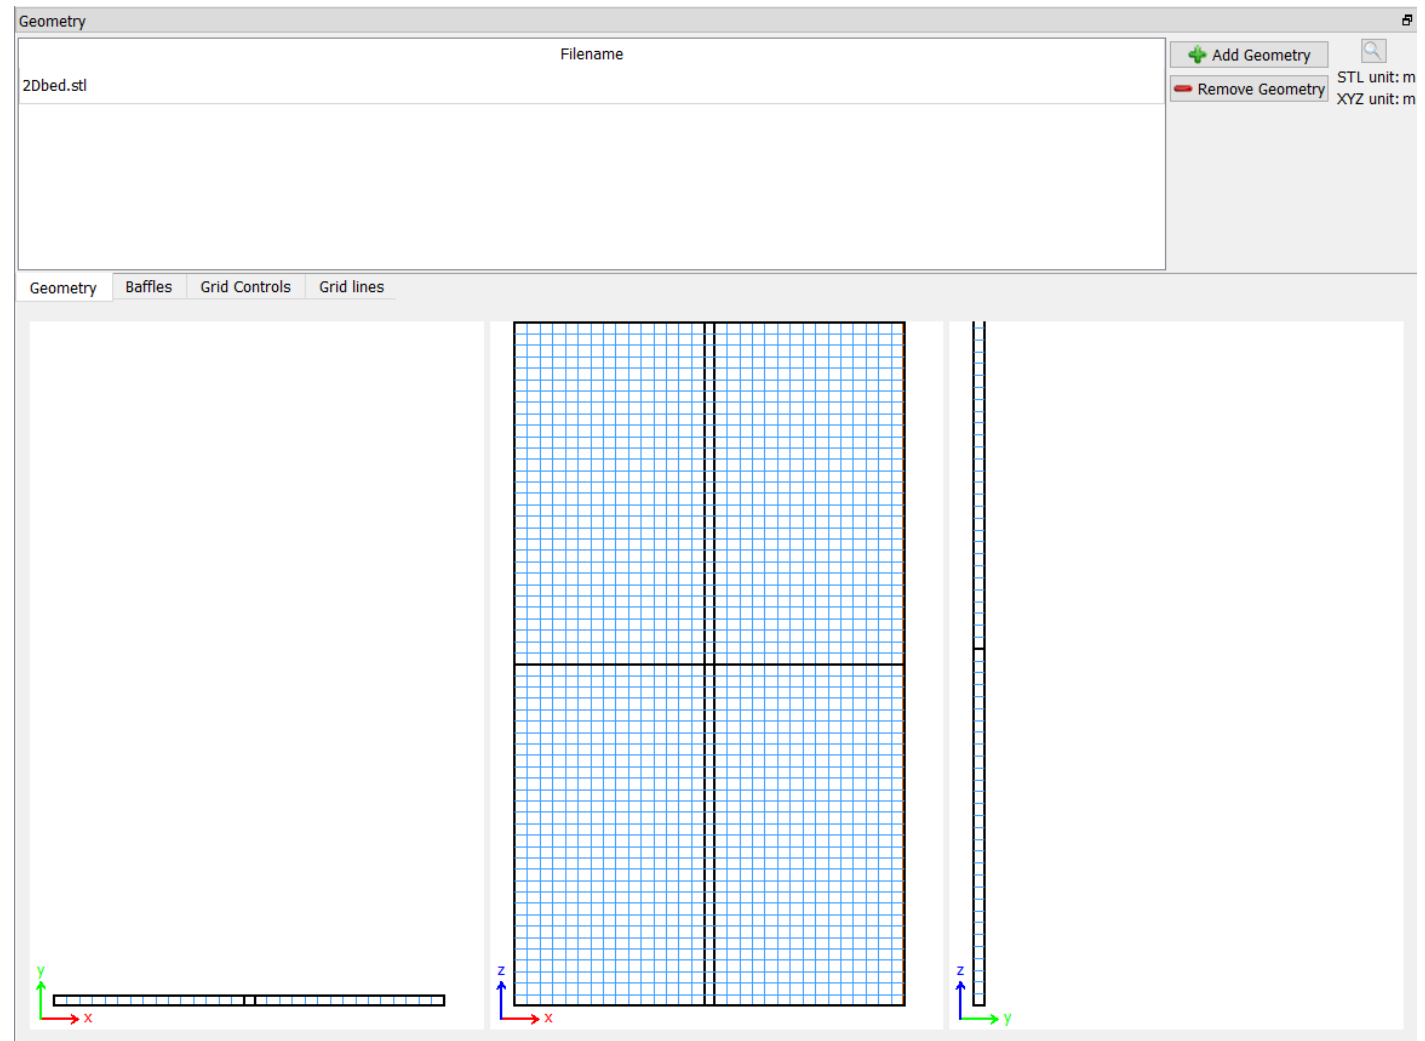 Geometry
Filename
2Dbed.stl
Add Geometry
Remove Geometry
STL unit: m
XYZ unit: m
Geometry Baffles Grid Controls Grid lines
y
x
z
x
z
y